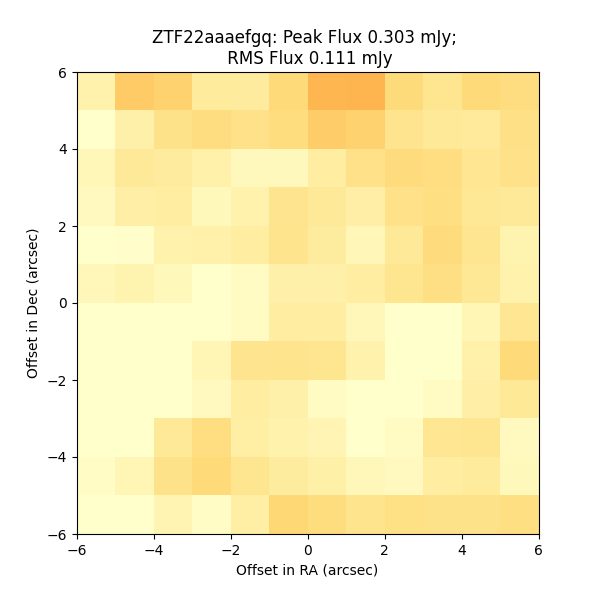 ZTF22aaaefgq: Peak Flux 0.303 mJy;
RMS Flux 0.111 mJy
6
4
2
0
−2
−4
−6
Offset in Dec (arcsec)
−6 −4 −2 0 2 4 6
Offset in RA (arcsec)